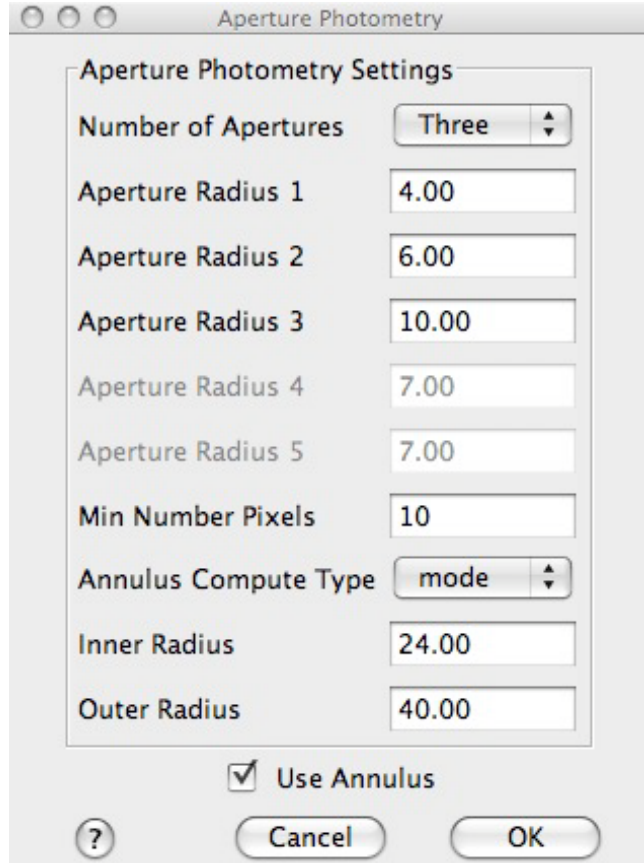 Aperture Photometry
Aperture Photometry Settings
Number of Apertures Three
Aperture Radius 1 4.00
Aperture Radius 2 6.00
Aperture Radius 3 10.00
Aperture Radius 4 7.00
Aperture Radius 5 7.00
Min Number Pixels 10
Annulus Compute Type mode
Inner Radius 24.00
Outer Radius 40.00
Use Annulus
? Cancel OK